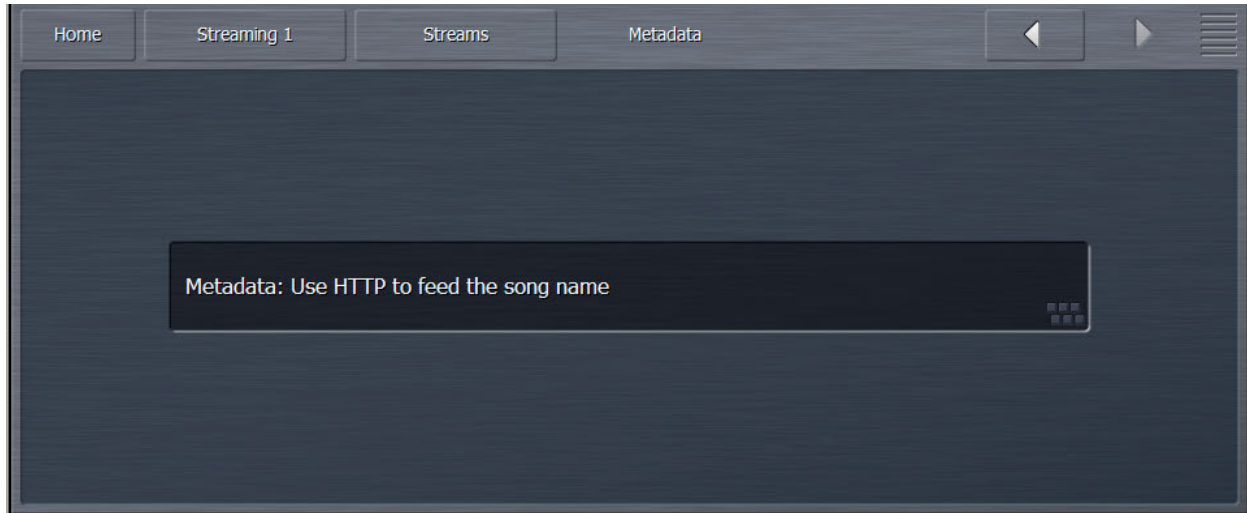 Home Streaming 1 Streams Metadata
Metadata: Use HTTP to feed the song name